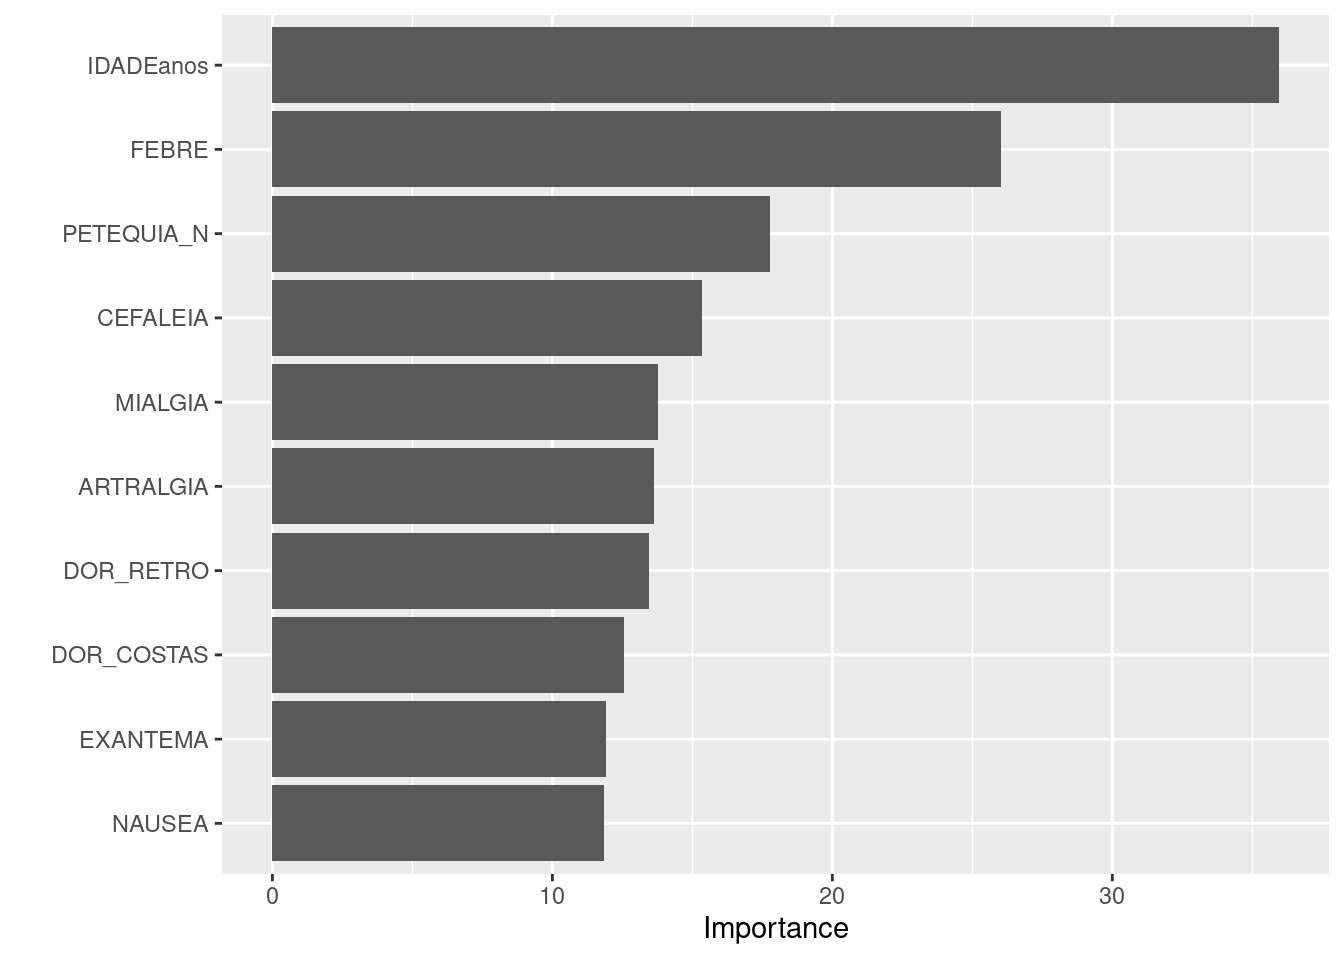 IDADEanos
FEBRE
PETEQUIA_N
CEFALEIA
MIALGIA
ARTRALGIA
DOR_RETRO
DOR_COSTAS
EXANTEMA
NAUSEA
0 10 20 30
Importance